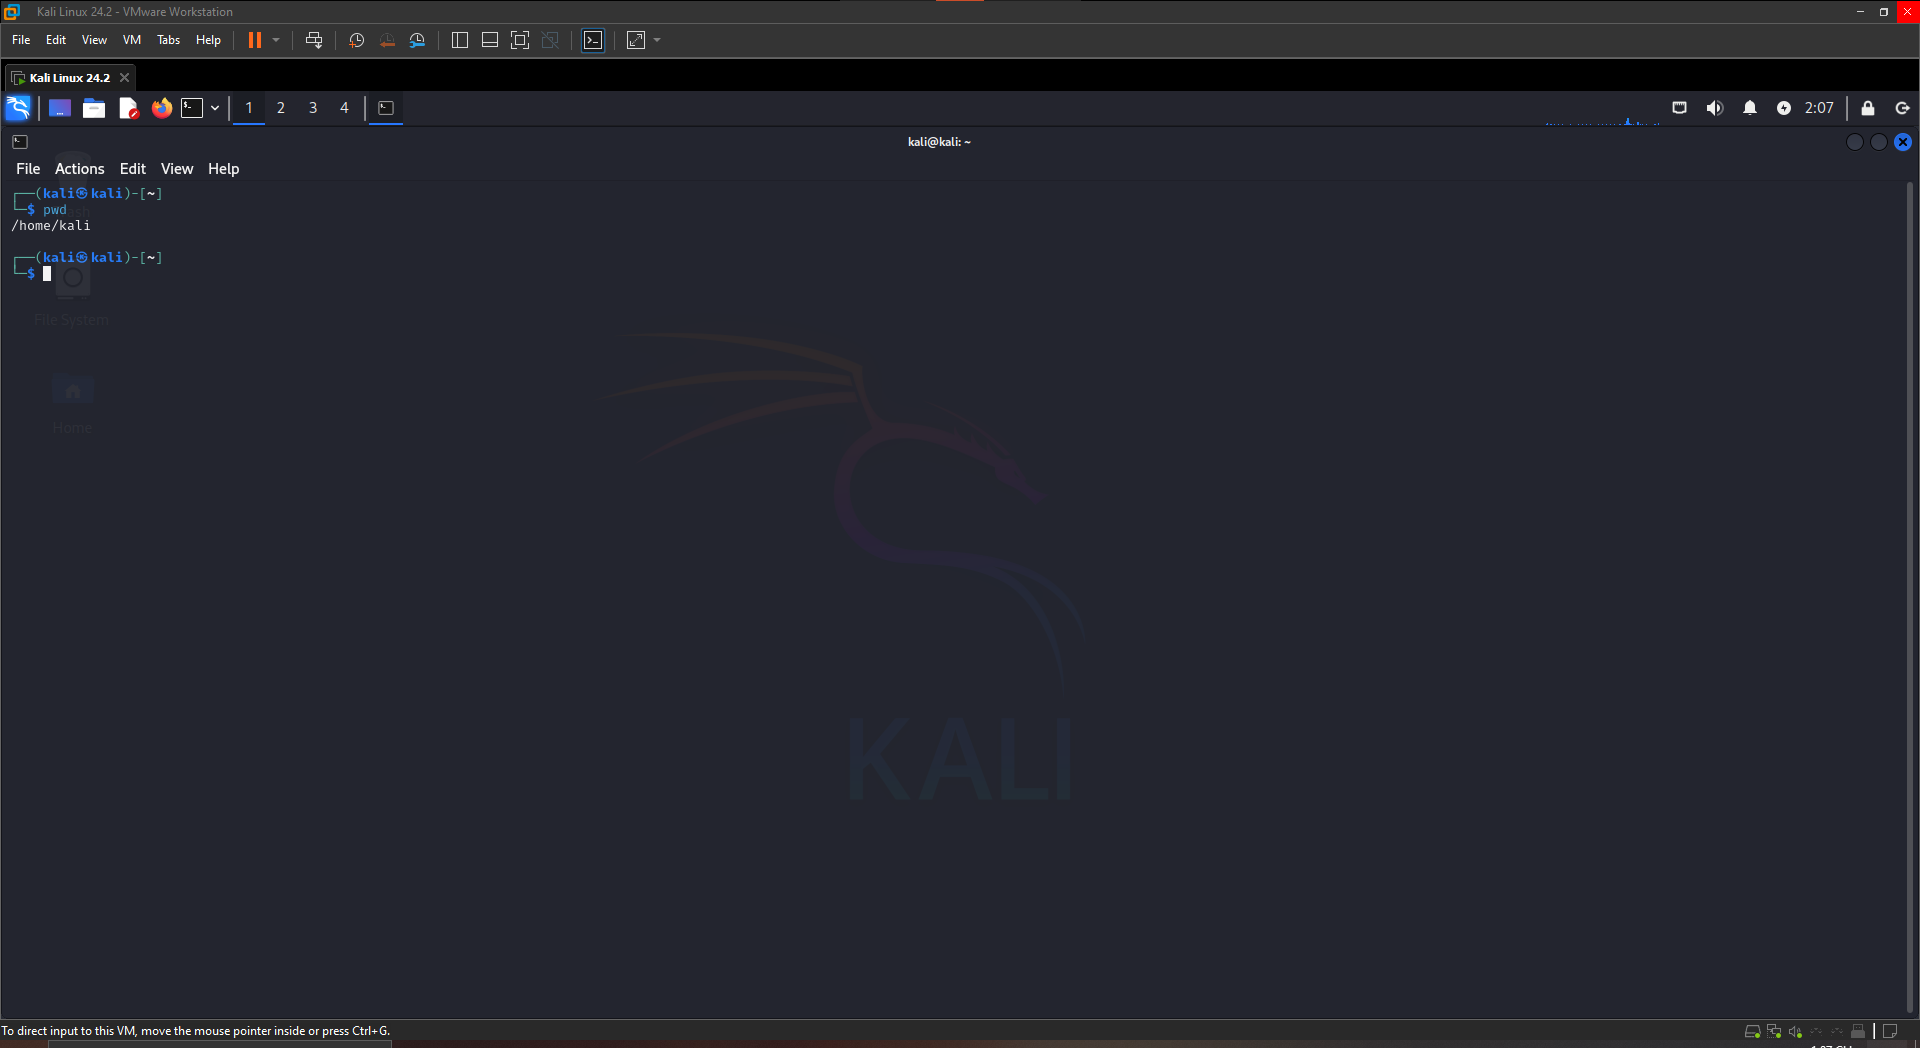 Kali Linux 24.2 - VMware Workstation
File Edit View VM Tabs Help
Kali Linux 24.2
1 2 3 4
2:07
kali@kali: ~
File Actions Edit View Help
┌──(kali㉿kali)-[~]
└─$ pwd
/home/kali
┌──(kali㉿kali)-[~]
└─$
File System
Home
KALI
To direct input to this VM, move the mouse pointer inside or press Ctrl+G.